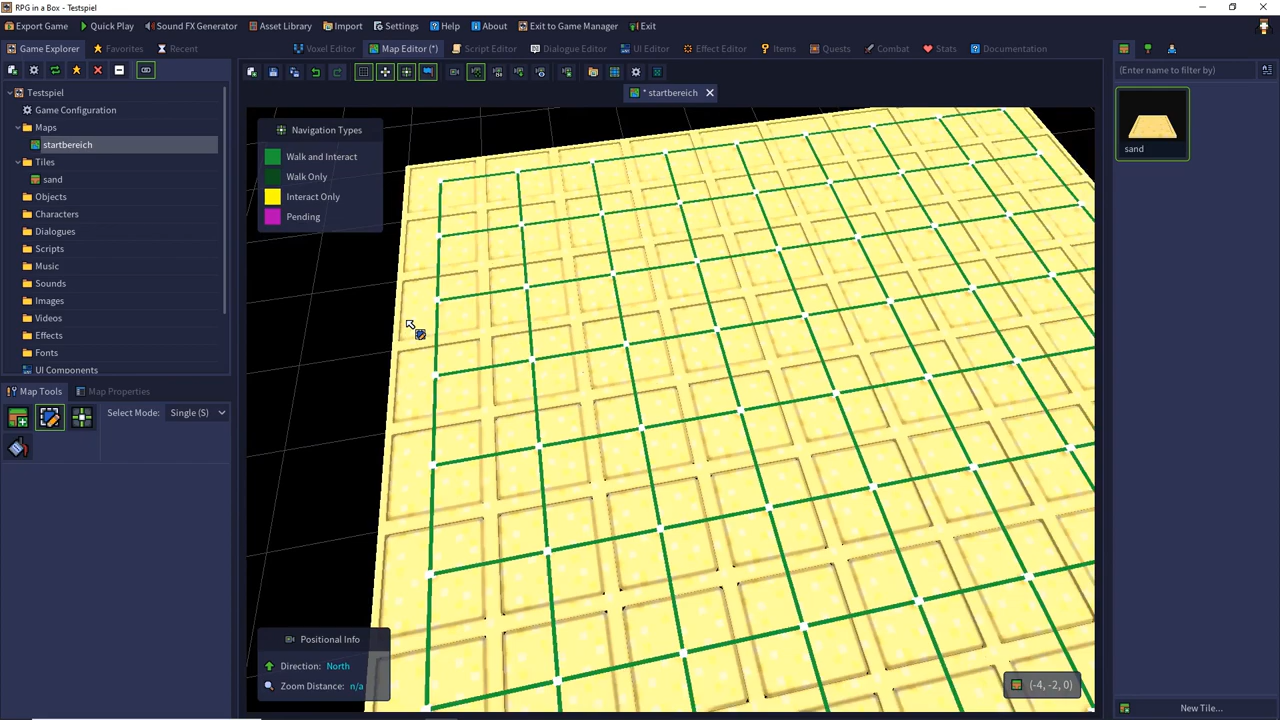 RPG in a Box - Testspiel
Export Game Quick Play Sound FX Generator Asset Library Import Settings Help About Exit to Game Manager Exit
Game Explorer Favorites Recent Voxel Editor Map Editor (*) Script Editor Dialogue Editor UI Editor Effect Editor Items Quests Combat Stats Documentation
(Enter name to filter by)
* startbereich
Testspiel
Game Configuration
Maps
startbereich
Tiles
sand
Objects
Characters
Dialogues
Scripts
Music
Sounds
Images
Videos
Effects
Fonts
UI Components
Map Tools Map Properties
Select Mode: Single (S)
Navigation Types
Walk and Interact
Walk Only
Interact Only
Pending
Positional Info
Direction: North
Zoom Distance: n/a
(-4, -2, 0)
sand
New Tile...